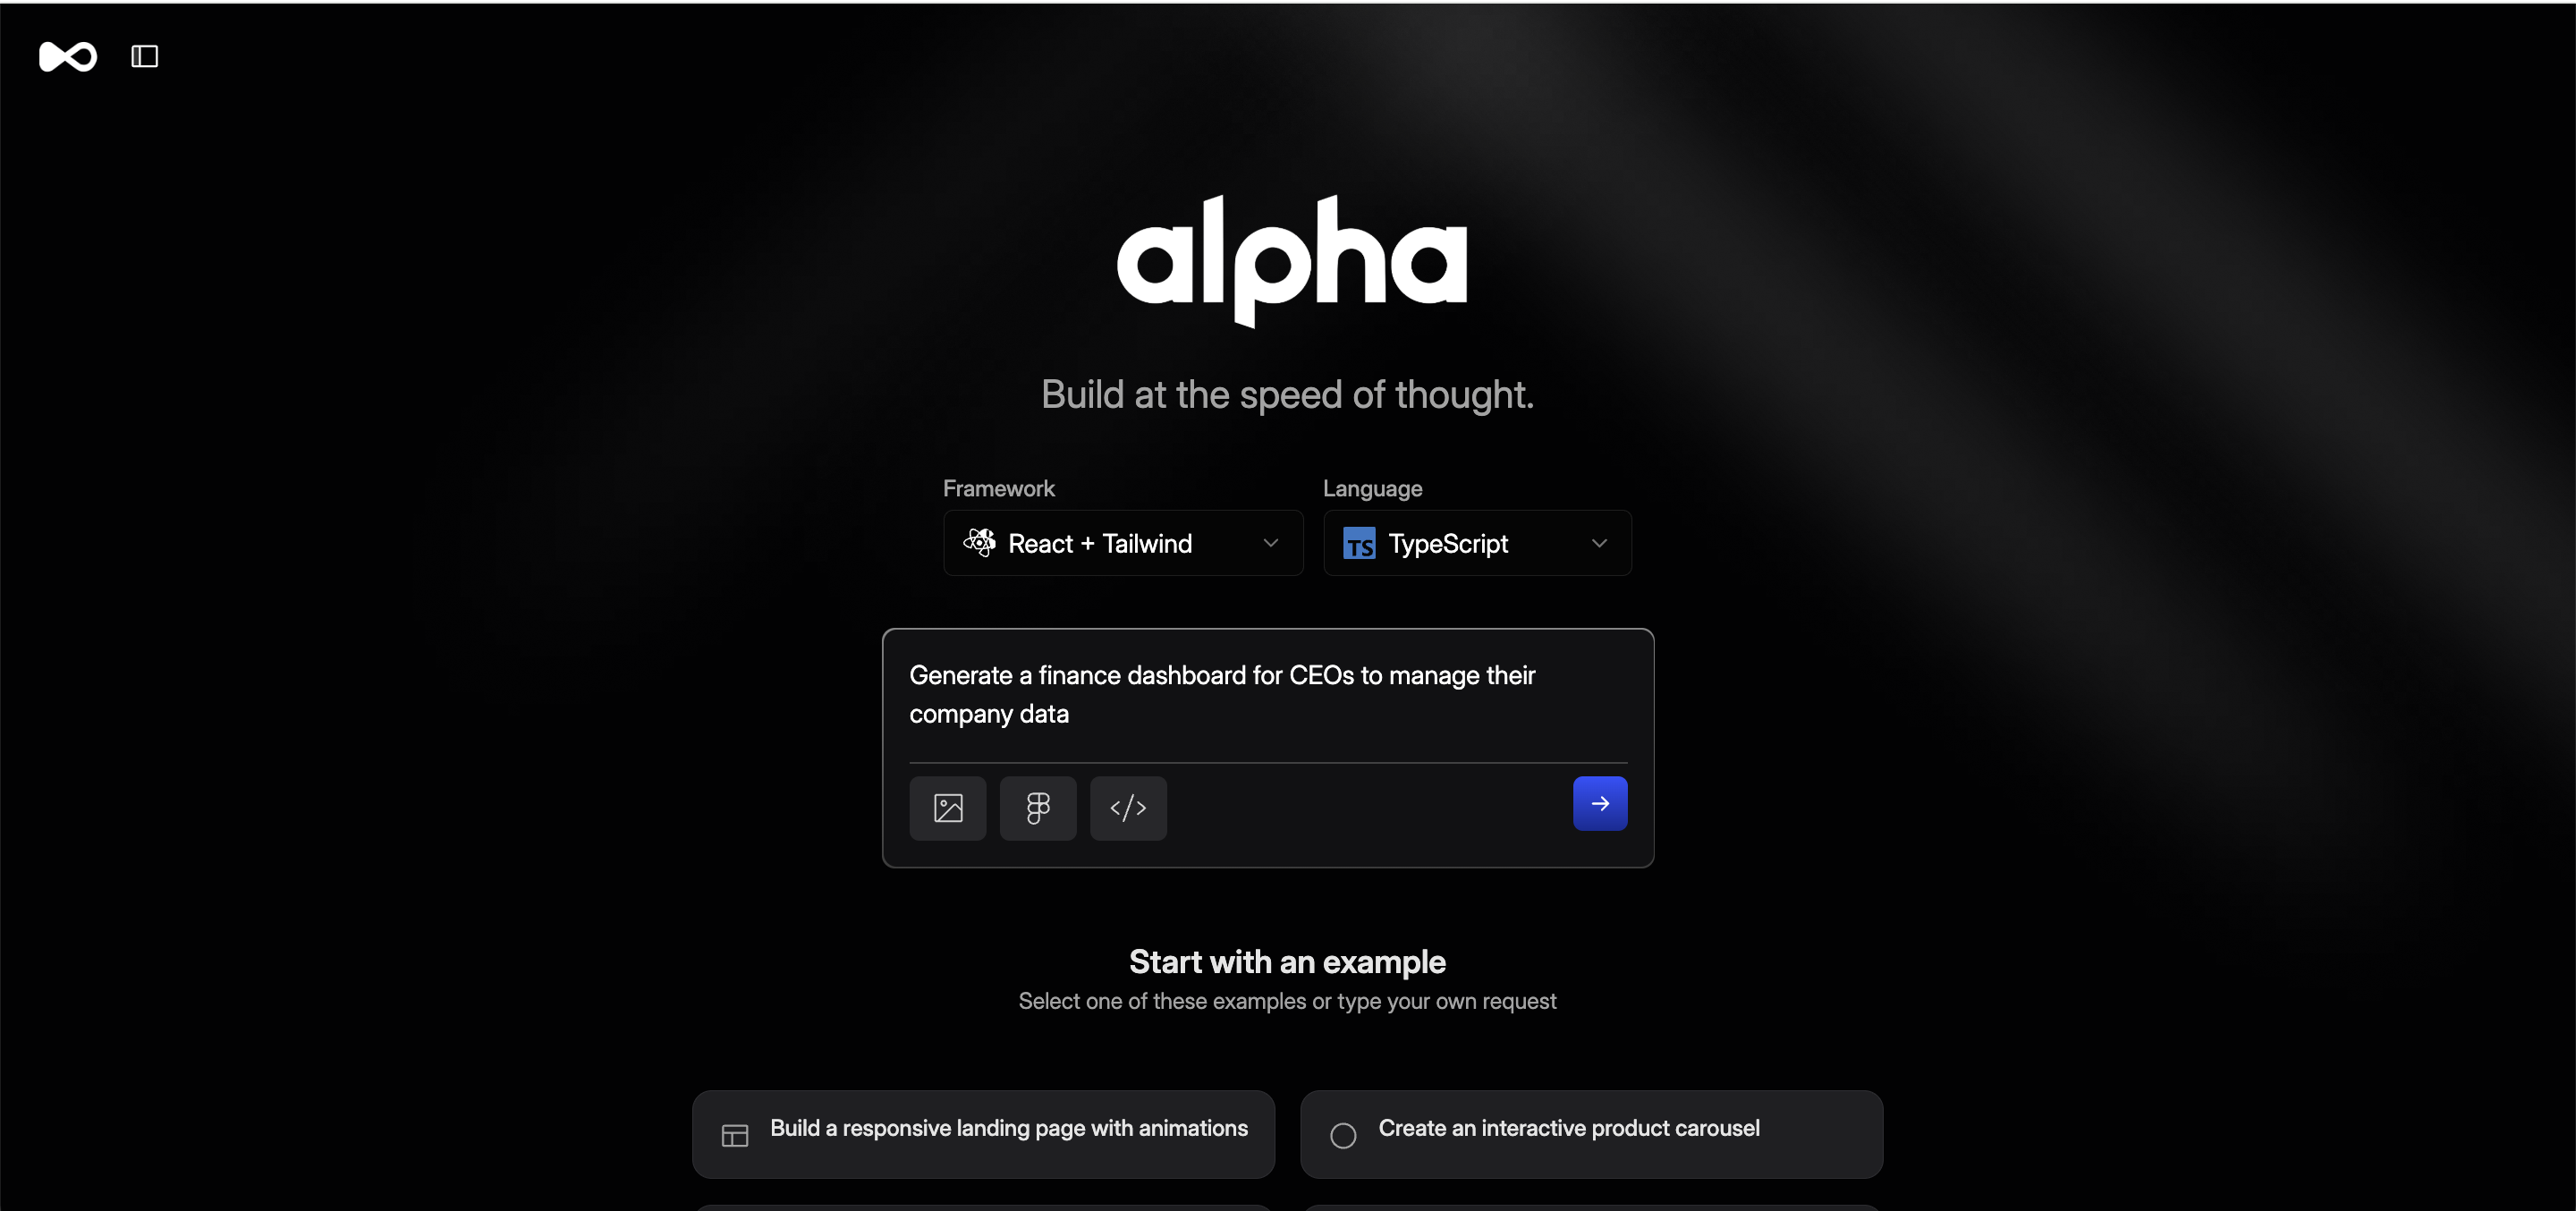 alpha
Build at the speed of thought.
Framework
Language
React + Tailwind
TS TypeScript
Generate a finance dashboard for CEOs to manage their
company data
</>
Start with an example
Select one of these examples or type your own request
Build a responsive landing page with animations
Create an interactive product carousel